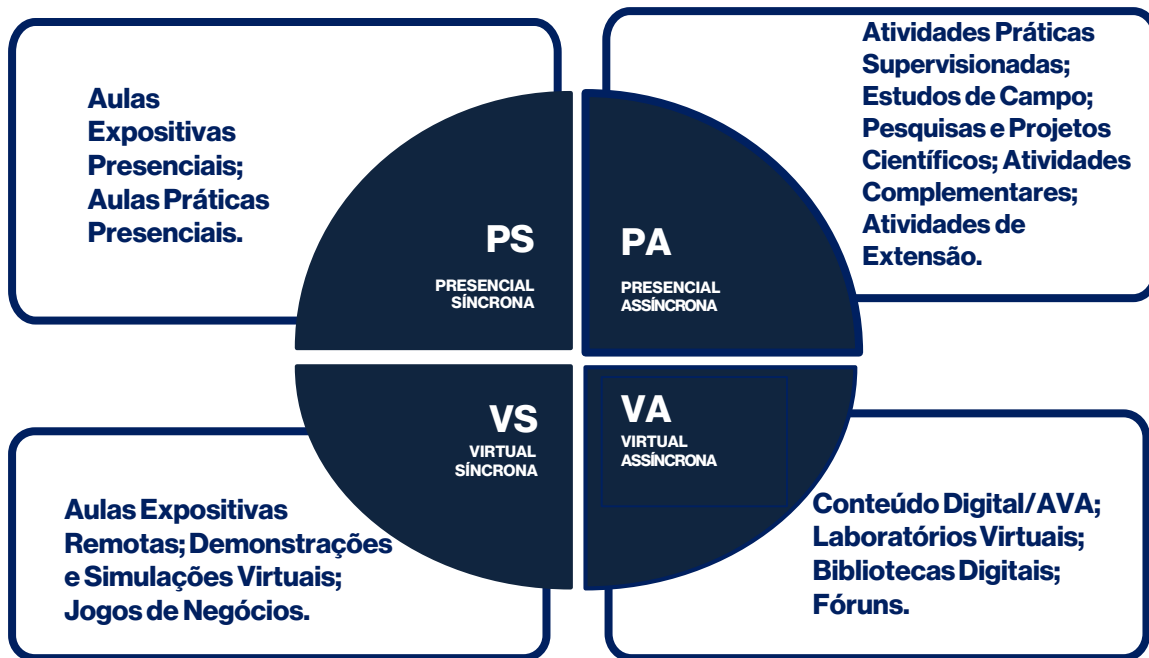 Aulas
Expositivas
Presenciais;
Aulas Práticas
Presenciais.
Atividades Práticas
Supervisionadas;
Estudos de Campo;
Pesquisas e Projetos
Científicos; Atividades
Complementares;
Atividades de
Extensão.
PS
PRESENCIAL
SÍNCRONA
PA
PRESENCIAL
ASSÍNCRONA
VS
VIRTUAL
SÍNCRONA
VA
VIRTUAL
ASSÍNCRONA
Aulas Expositivas
Remotas; Demonstrações
e Simulações Virtuais;
Jogos de Negócios.
Conteúdo Digital/AVA;
Laboratórios Virtuais;
Bibliotecas Digitais;
Fóruns.